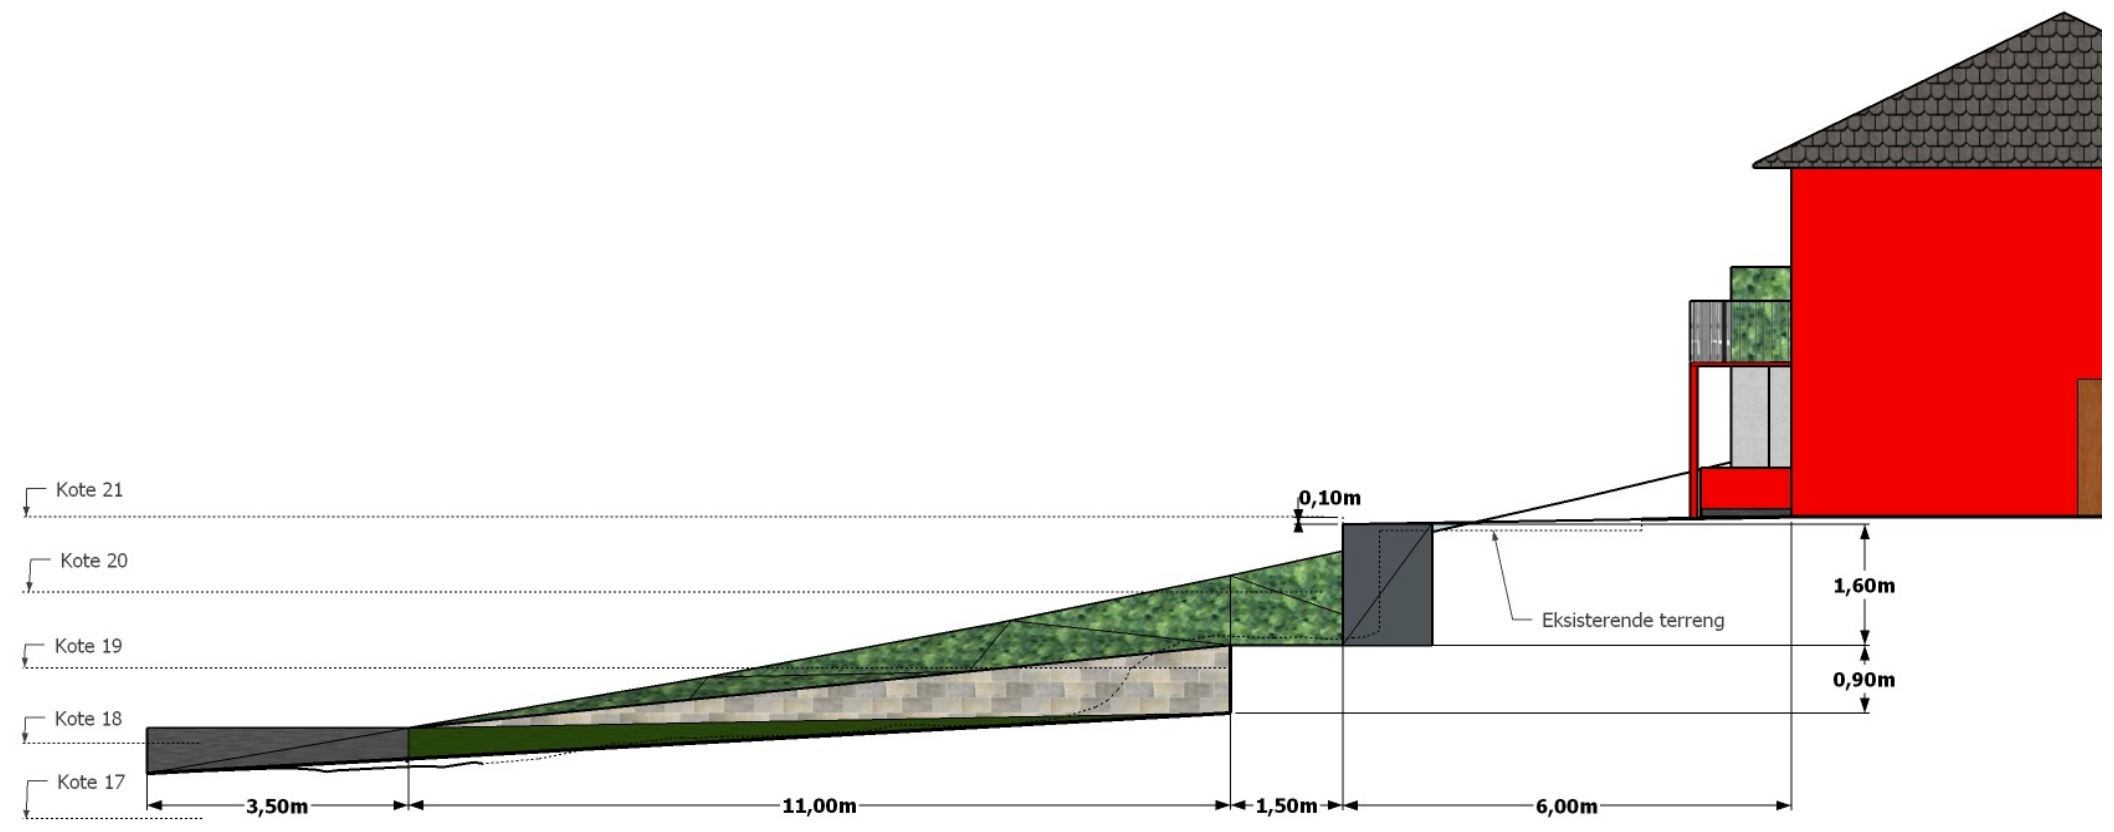 Kote 21
0,10m
Kote 20
1,60m
Eksisterende terreng
Kote 19
0,90m
Kote 18
Kote 17
3,50m
11,00m
1,50m
6,00m